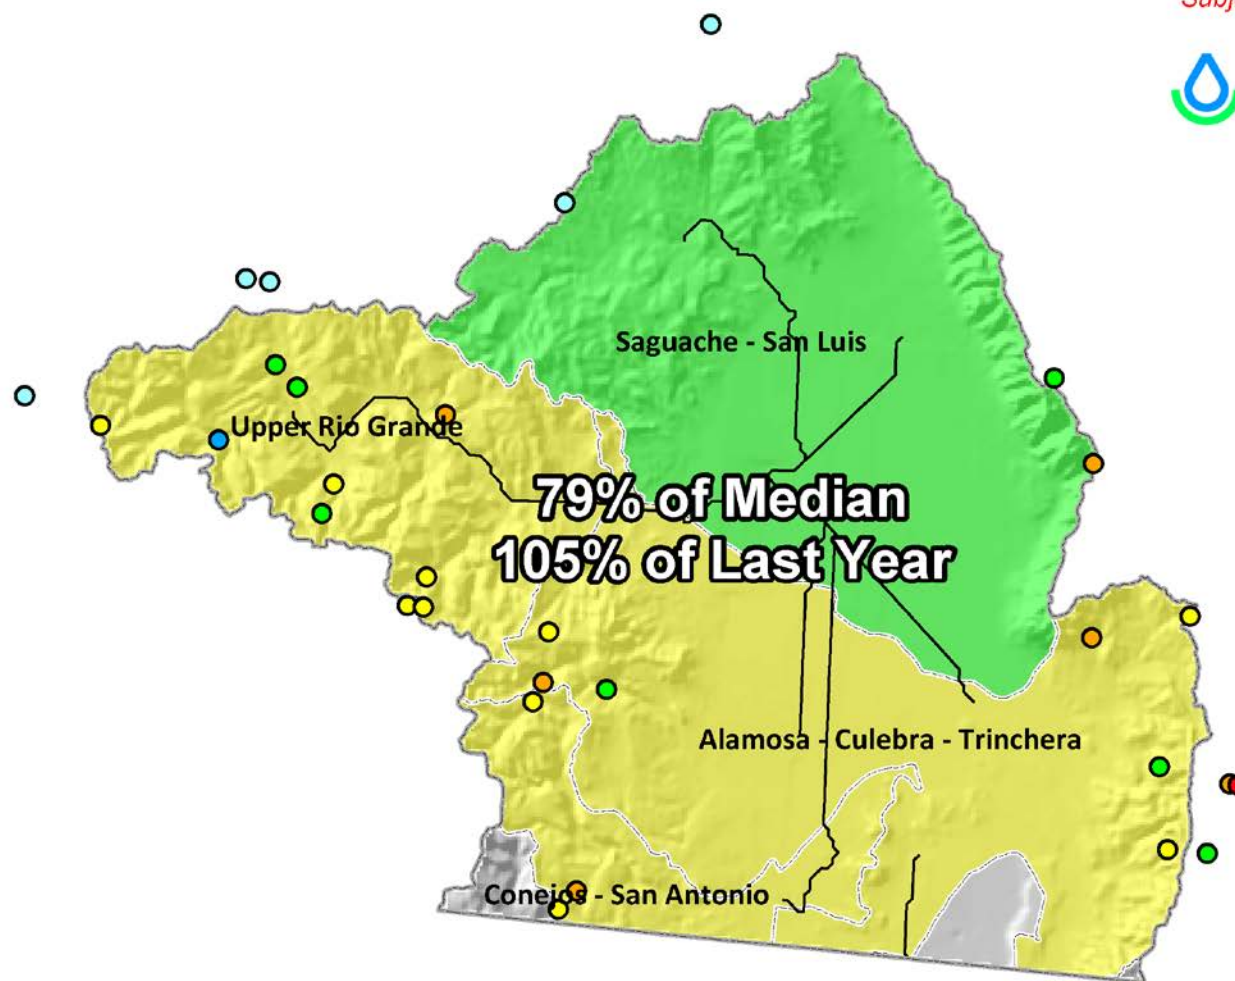 Saguache - San Luis
Upper Rio Grande
79% of Median
105% of Last Year
Alamosa - Culebra - Trinchera
Conejos - San Antonio